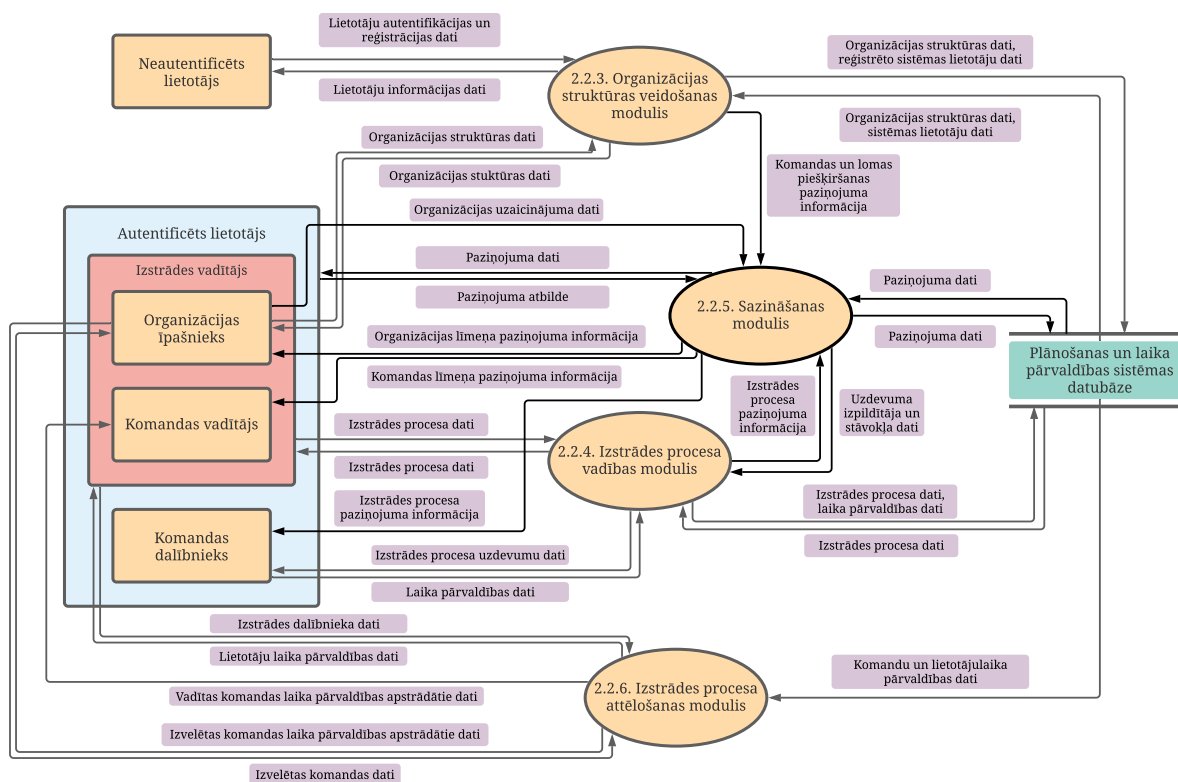 Lietotāju autentifikācijas un
reģistrācijas dati
Neautentificēts
lietotājs
Lietotāju informācijas dati
2.2.3. Organizācijas
struktūras veidošanas
modulis
Organizācijas struktūras dati,
reģistrēto sistēmas lietotāju dati
Organizācijas struktūras dati,
sistēmas lietotāju dati
Organizācijas struktūras dati
Organizācijas stuktūras dati
Komandas un lomas
piešķiršanas
paziņojuma
informācija
Organizācijas uzaicinājuma dati
Autentificēts lietotājs
Izstrādes vadītājs
Paziņojuma dati
Paziņojuma atbilde
Organizācijas
īpašnieks
2.2.5. Sazināšanas
modulis
Paziņojuma dati
Paziņojuma dati
Organizācijas līmeņa paziņojuma informācija
Komandas līmeņa paziņojuma informācija
Plānošanas un laika
pārvaldības sistēmas
datubāze
Izstrādes
procesa
paziņojuma
informācija
Uzdevuma
izpildītāja un
stāvokļa dati
Komandas vadītājs
Izstrādes procesa dati
Izstrādes procesa dati
2.2.4. Izstrādes procesa
vadības modulis
Izstrādes procesa
paziņojuma informācija
Izstrādes procesa dati,
laika pārvaldības dati
Izstrādes procesa dati
Komandas
dalībnieks
Izstrādes procesa uzdevumu dati
Laika pārvaldības dati
Izstrādes dalībnieka dati
Lietotāju laika pārvaldības dati
Vadītas komandas laika pārvaldības apstrādātie dati
2.2.6. Izstrādes procesa
attēlošanas modulis
Komandu un lietotājulaika
pārvaldības dati
Izvelētas komandas laika pārvaldības apstrādātie dati
Izvelētas komandas dati